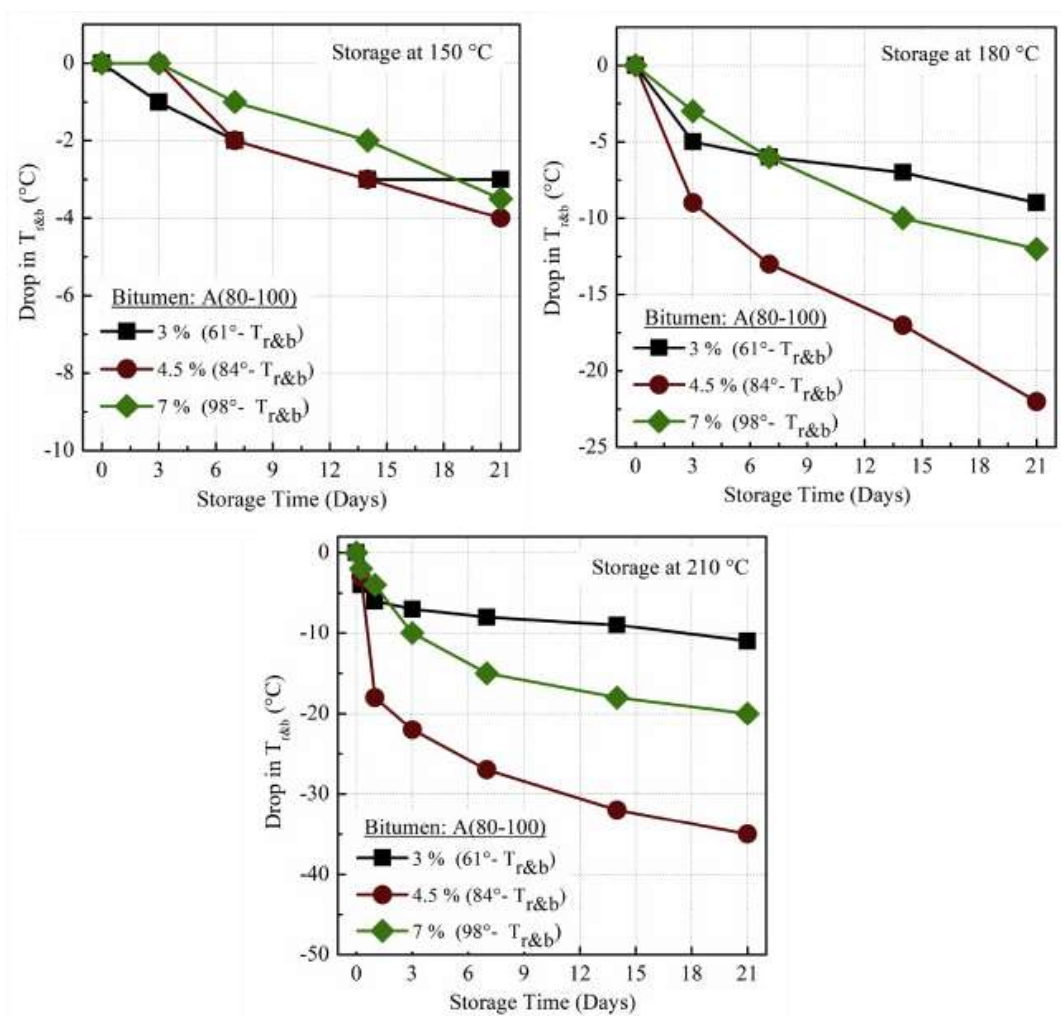 Storage at 150 °C
Drop in Tr&b (°C)
0
-2
-4
-6
-8
-10
Bitumen: A(80-100)
3 % (61°- Tr&b)
4.5 % (84°- Tr&b)
7 % (98°- Tr&b)
0 3 6 9 12 15 18 21
Storage Time (Days)
Storage at 180 °C
Drop in Tr&b (°C)
0
-5
-10
-15
-20
-25
Bitumen: A(80-100)
3 % (61°- Tr&b)
4.5 % (84°- Tr&b)
7 % (98°- Tr&b)
0 3 6 9 12 15 18 21
Storage Time (Days)
Storage at 210 °C
Drop in Tr&b (°C)
0
-10
-20
-30
-40
-50
Bitumen: A(80-100)
3 % (61°- Tr&b)
4.5 % (84°- Tr&b)
7 % (98°- Tr&b)
0 3 6 9 12 15 18 21
Storage Time (Days)